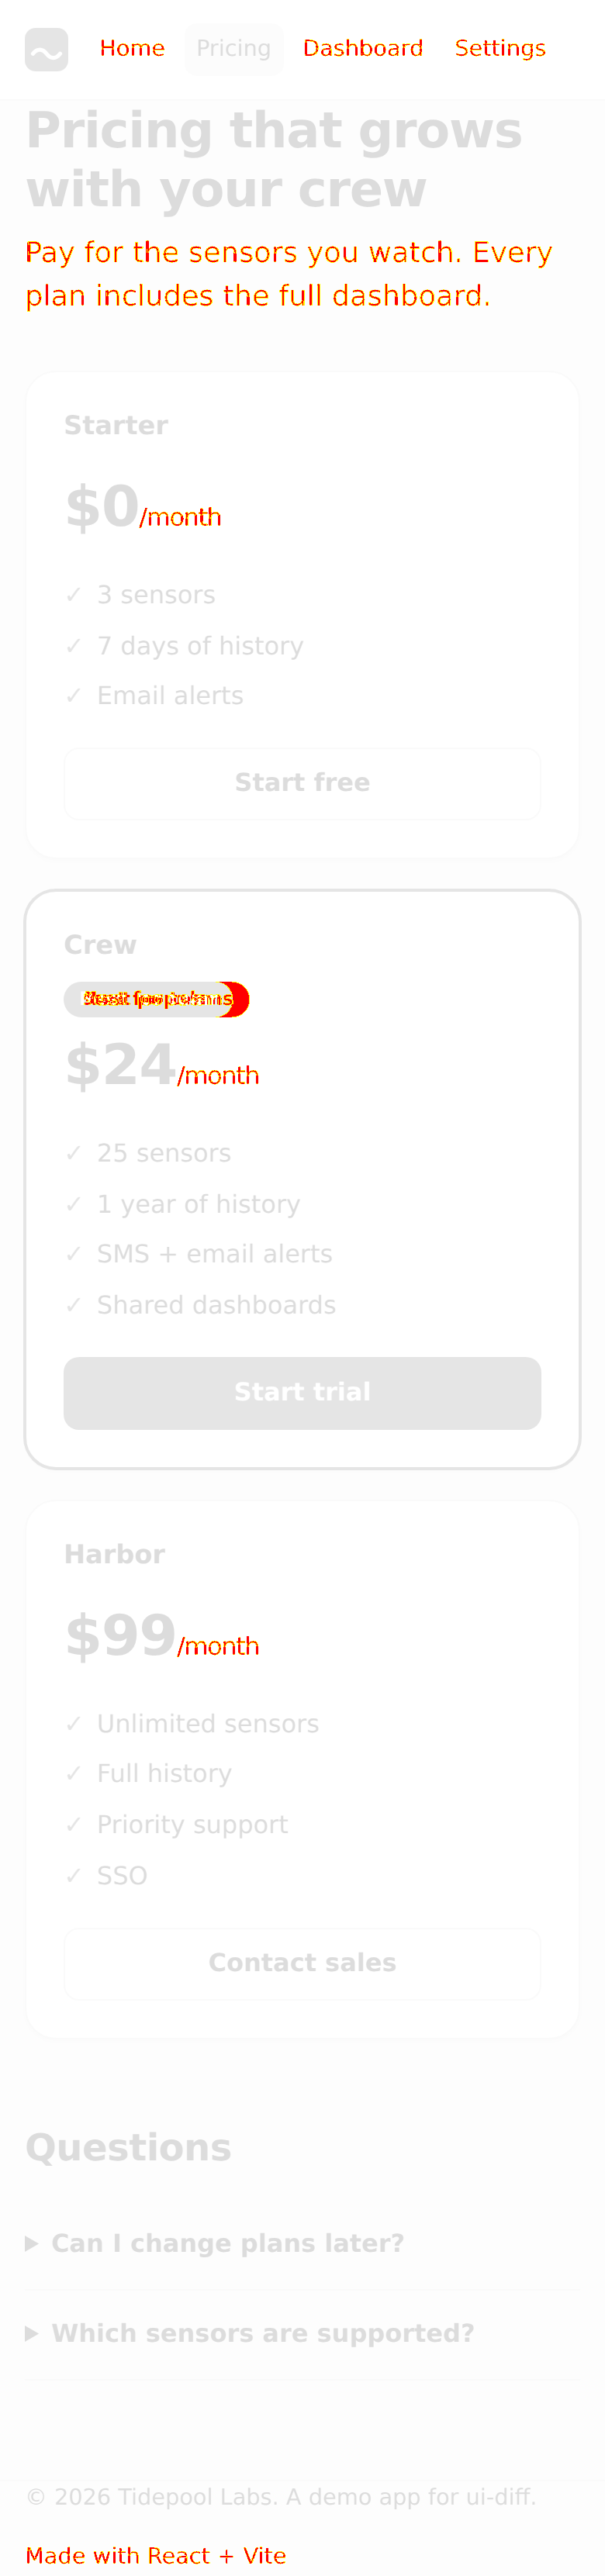 Home Pricing Dashboard Settings
Pricing that grows
with your crew
Pay for the sensors you watch. Every
plan includes the full dashboard.
Starter
$0/month
✓ 3 sensors
✓ 7 days of history
✓ Email alerts
Start free
Crew
$24/month
✓ 25 sensors
✓ 1 year of history
✓ SMS + email alerts
✓ Shared dashboards
Start trial
Harbor
$99/month
✓ Unlimited sensors
✓ Full history
✓ Priority support
✓ SSO
Contact sales
Questions
▶ Can I change plans later?
▶ Which sensors are supported?
© 2026 Tidepool Labs. A demo app for ui-diff.
Made with React + Vite